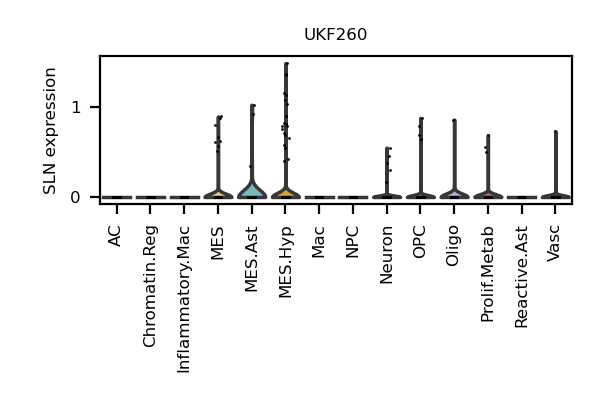 UKF260
SLN expression
1
0
AC
Chromatin.Reg
Inflammatory.Mac
MES
MES.Ast
MES.Hyp
Mac
NPC
Neuron
OPC
Oligo
Prolif.Metab
Reactive.Ast
Vasc